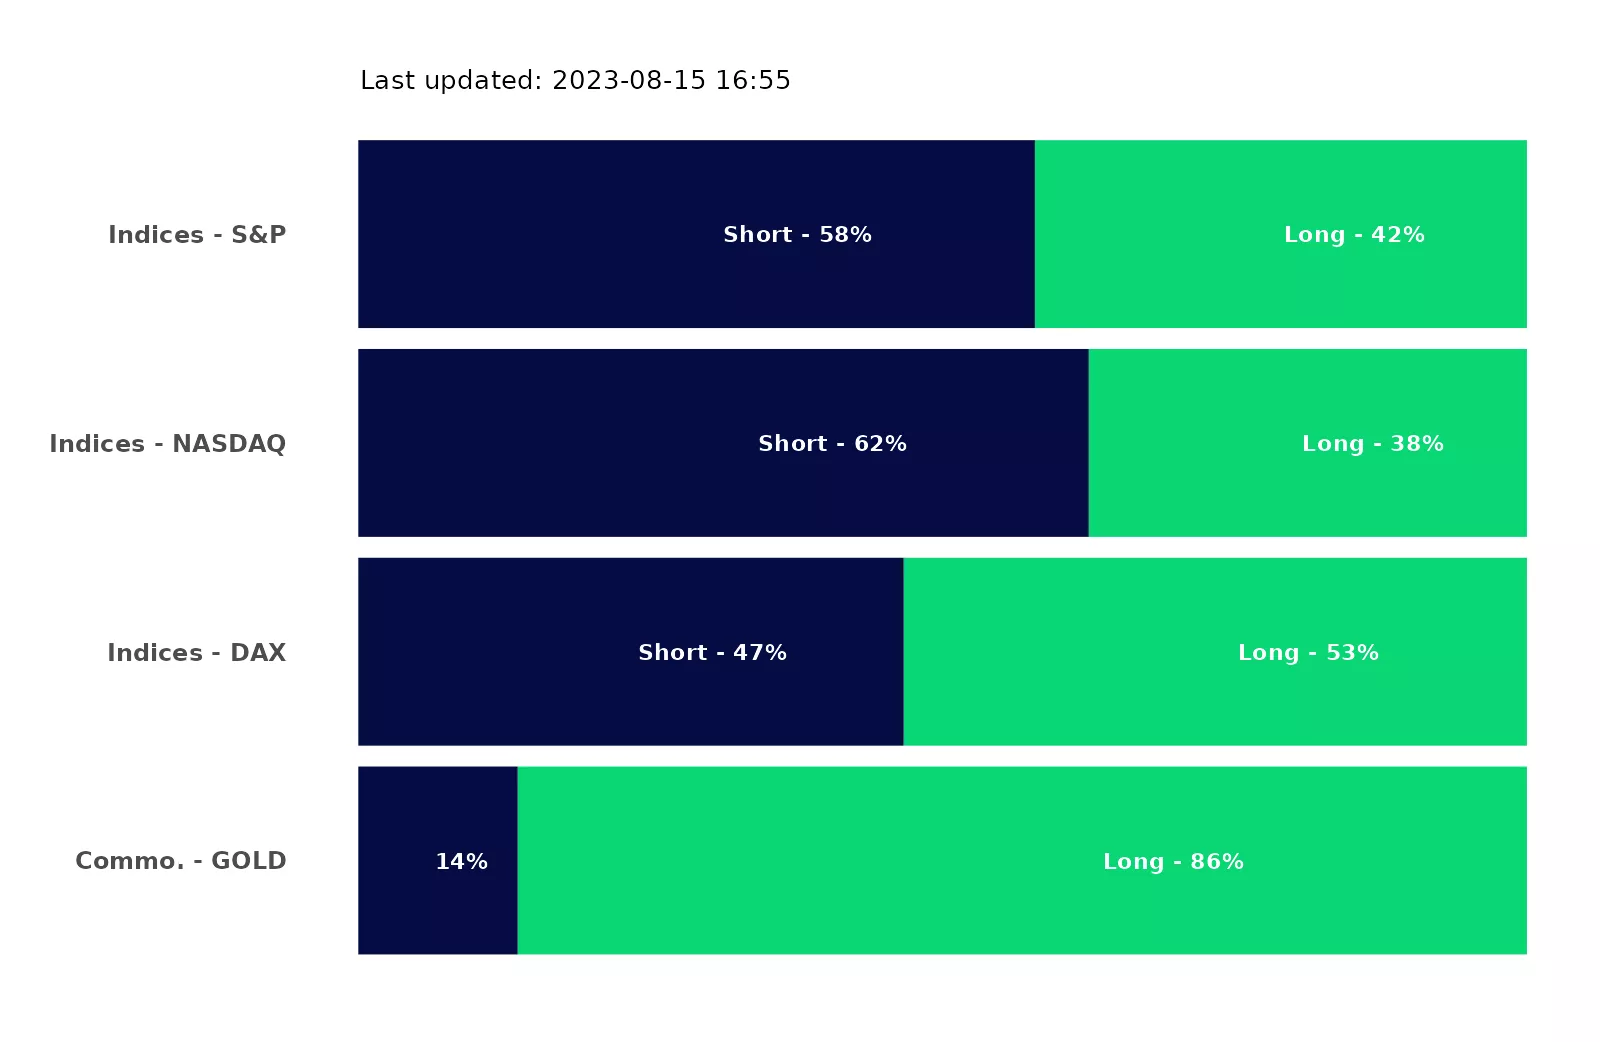 Last updated: 2023-08-15 16:55
Indices - S&P
Short - 58%
Long - 42%
Indices - NASDAQ
Short - 62%
Long - 38%
Indices - DAX
Short - 47%
Long - 53%
Commo. - GOLD
14%
Long - 86%